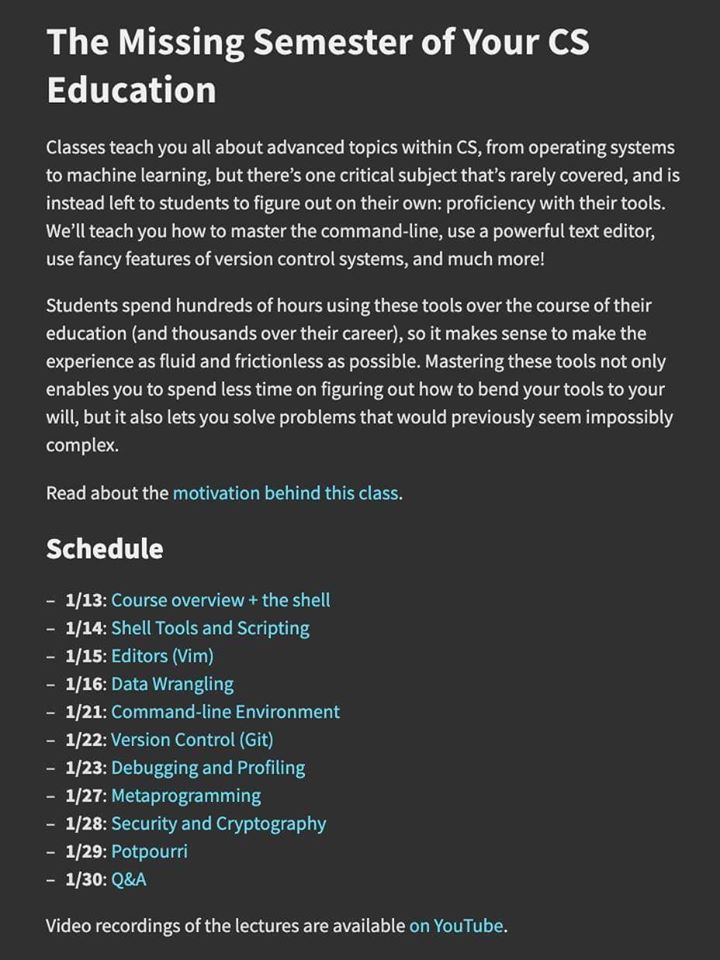 The Missing Semester of Your CS
Education
Classes teach you all about advanced topics within CS, from operating systems
to machine learning, but there’s one critical subject that’s rarely covered, and is
instead left to students to figure out on their own: proficiency with their tools.
We’ll teach you how to master the command-line, use a powerful text editor,
use fancy features of version control systems, and much more!
Students spend hundreds of hours using these tools over the course of their
education (and thousands over their career), so it makes sense to make the
experience as fluid and frictionless as possible. Mastering these tools not only
enables you to spend less time on figuring out how to bend your tools to your
will, but it also lets you solve problems that would previously seem impossibly
complex.
Read about the motivation behind this class.
Schedule
– 1/13: Course overview + the shell
– 1/14: Shell Tools and Scripting
– 1/15: Editors (Vim)
– 1/16: Data Wrangling
– 1/21: Command-line Environment
– 1/22: Version Control (Git)
– 1/23: Debugging and Profiling
– 1/27: Metaprogramming
– 1/28: Security and Cryptography
– 1/29: Potpourri
– 1/30: Q&A
Video recordings of the lectures are available on YouTube.